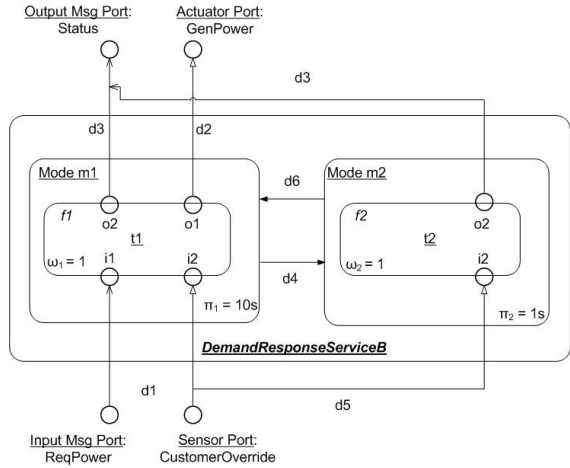 Output Msg Port:
Status
Actuator Port:
GenPower
d3
d3
d2
Mode m1
d6
Mode m2
f1
o2
o1
t1
ω1 = 1
i1
i2
π1 = 10s
d4
f2
o2
t2
ω2 = 1
i2
π2 = 1s
DemandResponseServiceB
d1
d5
Input Msg Port:
ReqPower
Sensor Port:
CustomerOverride